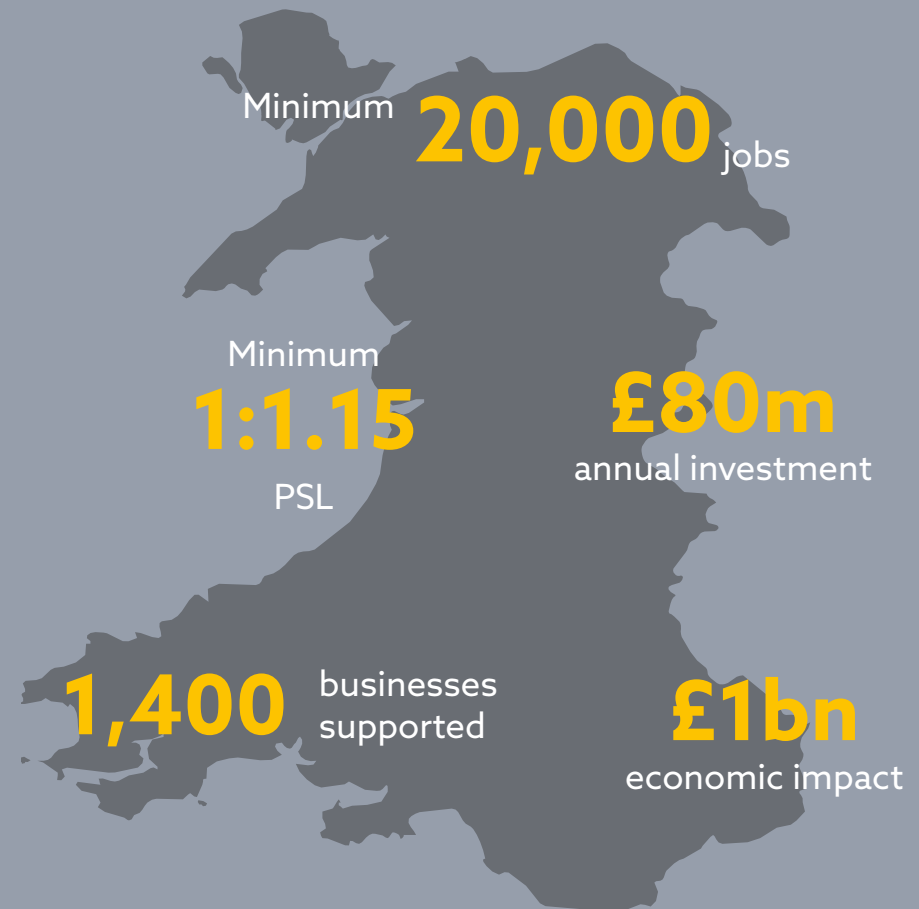 Minimum 20,000 jobs
Minimum
1:1.15
PSL
£80m
annual investment
1,400 businesses
supported
£1bn
economic impact